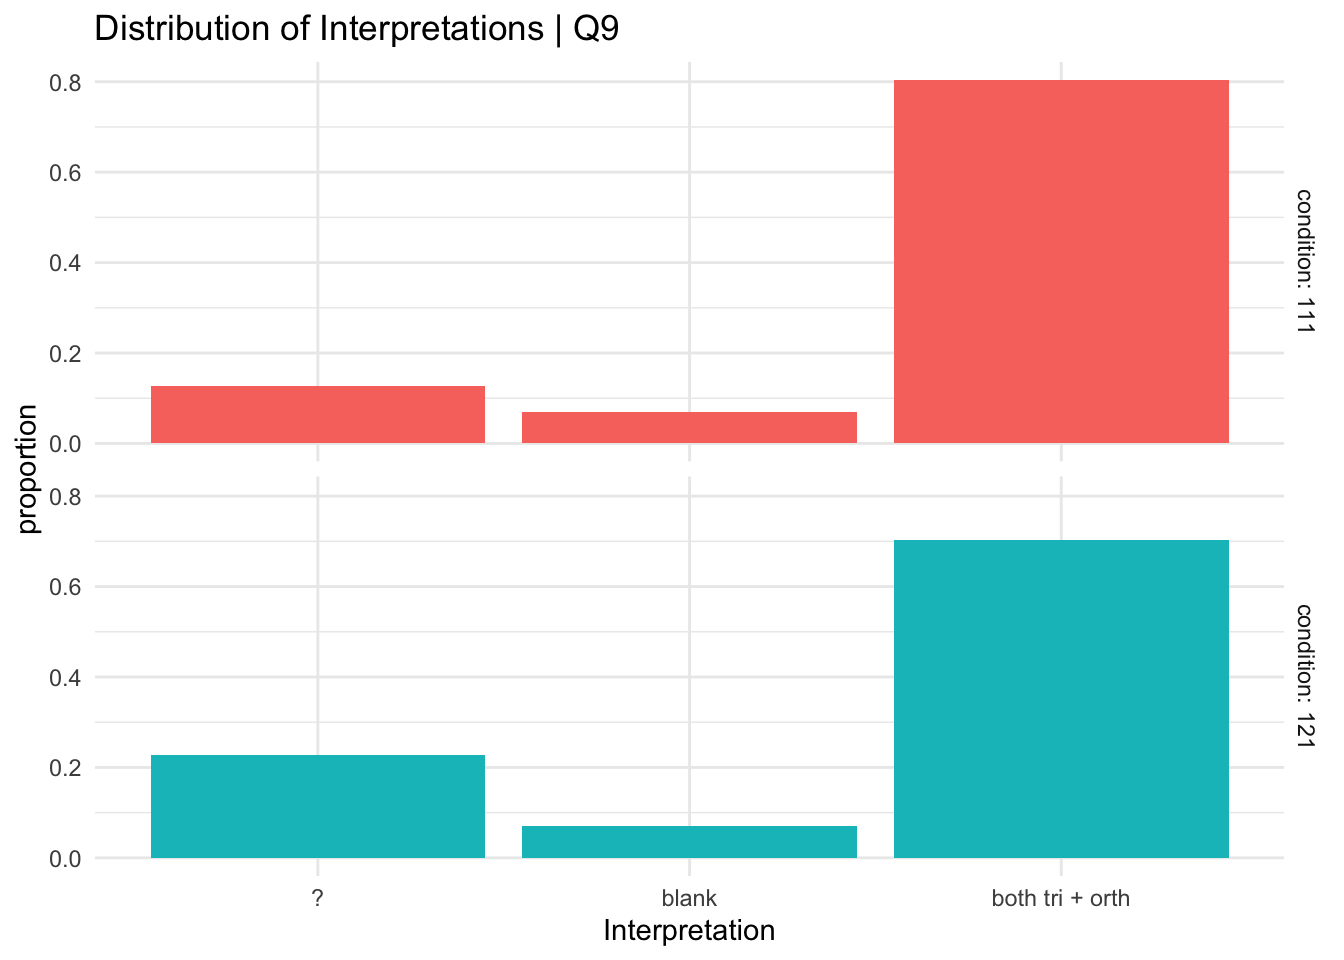 Distribution of Interpretations | Q9
0.8
0.6
0.4
0.2
0.0
condition: 111
proportion
0.8
0.6
0.4
0.2
0.0
condition: 121
?
blank
both tri + orth
Interpretation